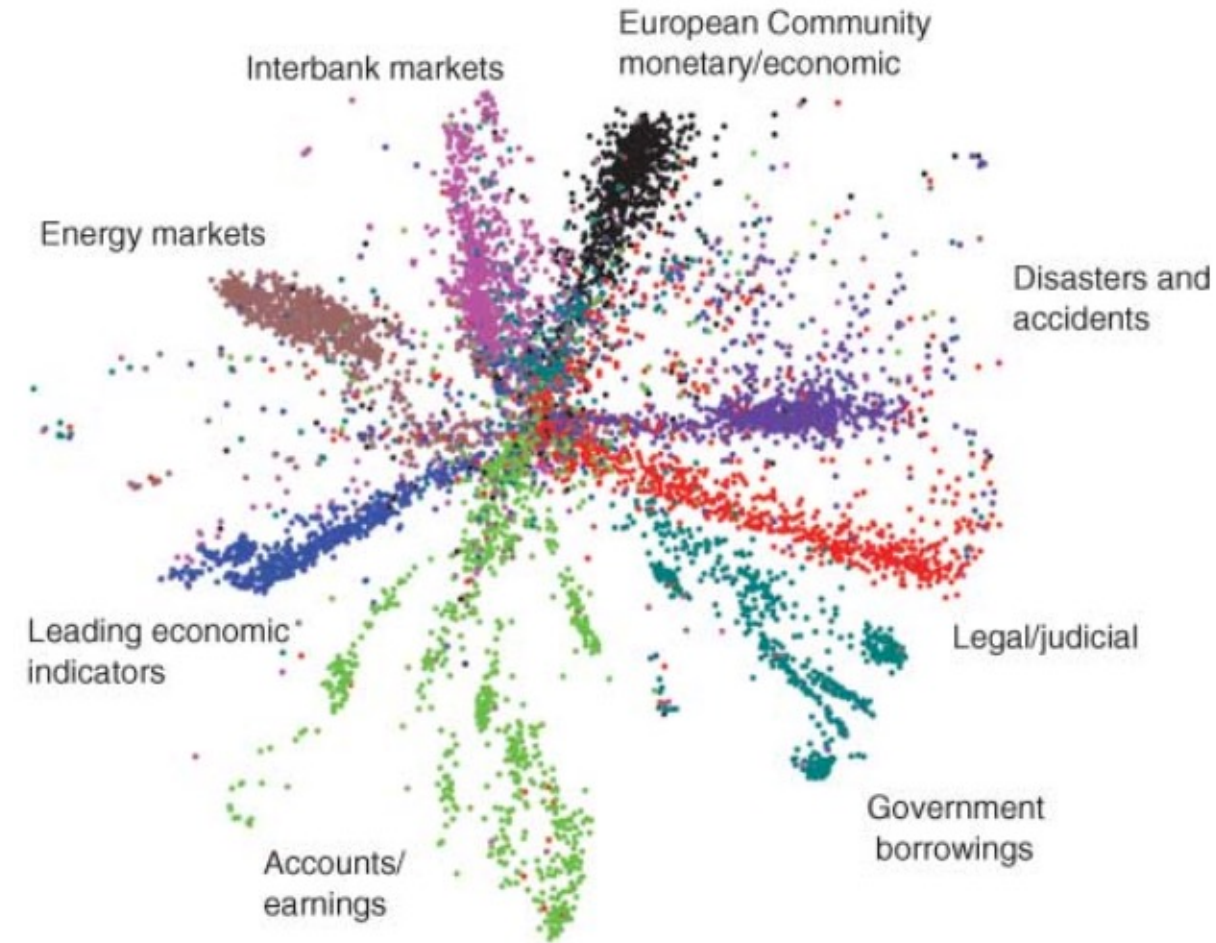 European Community
monetary/economic
Interbank markets
Energy markets
Disasters and
accidents
Leading economic
indicators
Legal/judicial
Government
borrowings
Accounts/
earnings